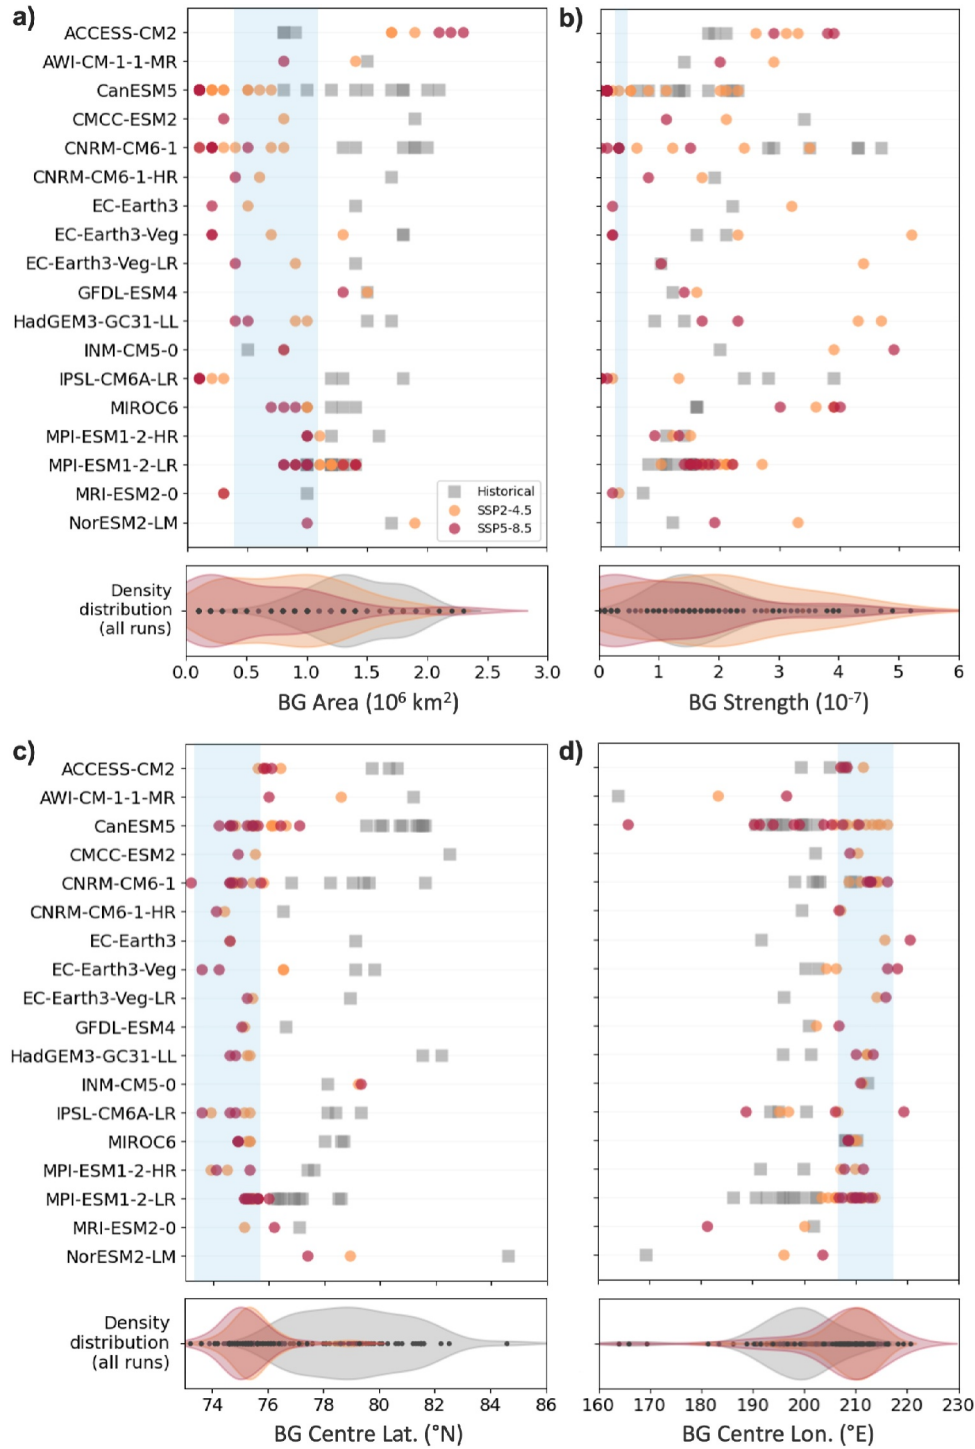 a)
ACCESS-CM2
AWI-CM-1-1-MR
CanESM5
CMCC-ESM2
CNRM-CM6-1
CNRM-CM6-1-HR
EC-Earth3
EC-Earth3-Veg
EC-Earth3-Veg-LR
GFDL-ESM4
HadGEM3-GC31-LL
INM-CM5-0
IPSL-CM6A-LR
MIROC6
MPI-ESM1-2-HR
MPI-ESM1-2-LR
MRI-ESM2-0
NorESM2-LM
Historical
SSP2-4.5
SSP5-8.5
Density
distribution
(all runs)
0.0 0.5 1.0 1.5 2.0 2.5 3.0
BG Area (10⁶ km²)
b)
0 1 2 3 4 5 6
BG Strength (10⁻⁷)
c)
ACCESS-CM2
AWI-CM-1-1-MR
CanESM5
CMCC-ESM2
CNRM-CM6-1
CNRM-CM6-1-HR
EC-Earth3
EC-Earth3-Veg
EC-Earth3-Veg-LR
GFDL-ESM4
HadGEM3-GC31-LL
INM-CM5-0
IPSL-CM6A-LR
MIROC6
MPI-ESM1-2-HR
MPI-ESM1-2-LR
MRI-ESM2-0
NorESM2-LM
Density
distribution
(all runs)
74 76 78 80 82 84 86
BG Centre Lat. (°N)
d)
160 170 180 190 200 210 220 230
BG Centre Lon. (°E)